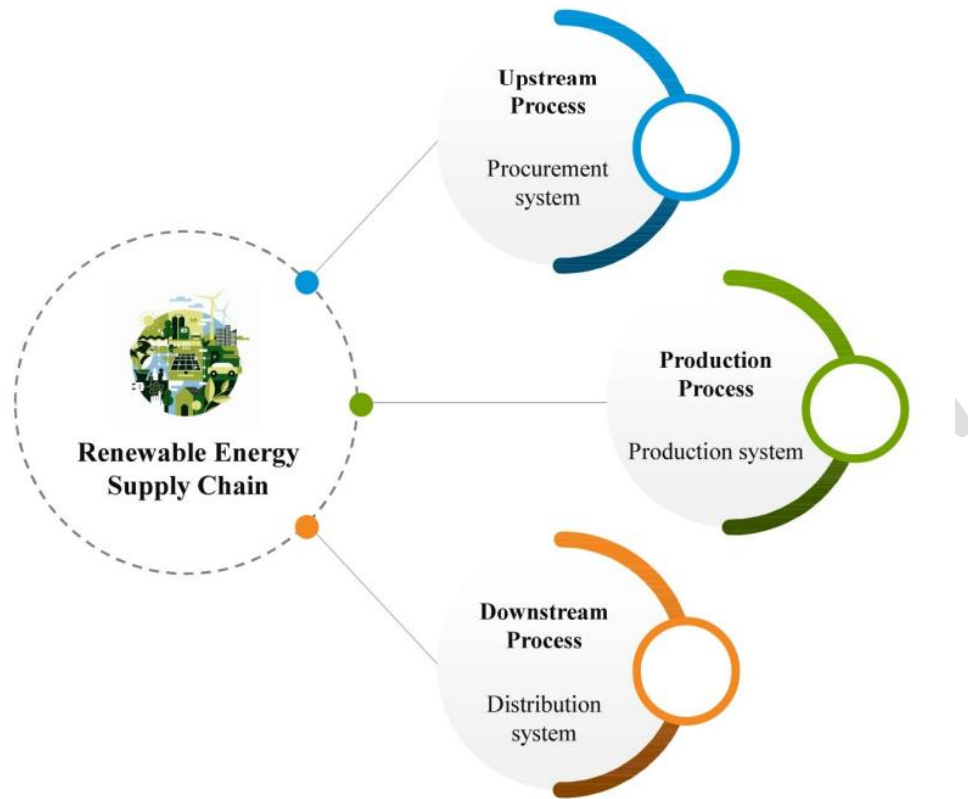 Upstream
Process
Procurement
system
Renewable Energy
Supply Chain
Production
Process
Production system
Downstream
Process
Distribution
system